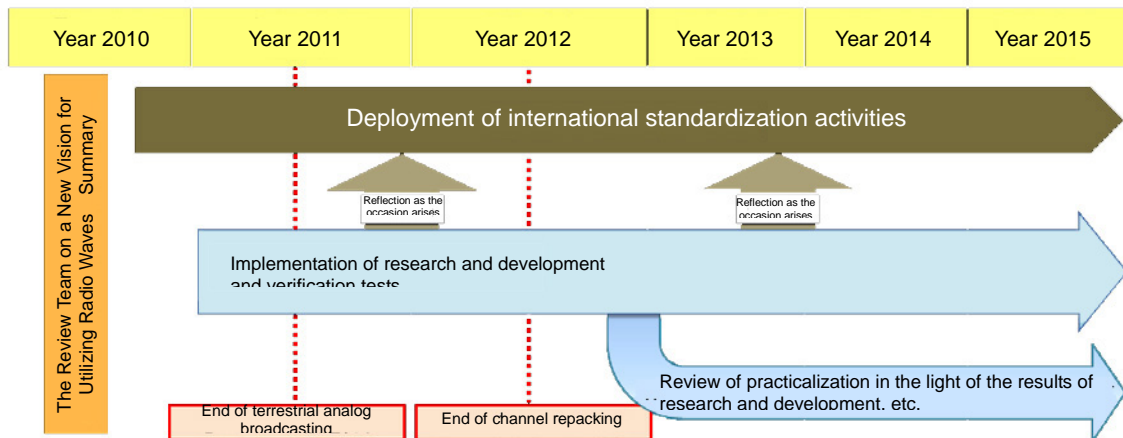 Year 2010
Year 2011
Year 2012
Year 2013
Year 2014
Year 2015
The Review Team on a New Vision for
Utilizing Radio Waves Summary
Deployment of international standardization activities
Reflection as the
occasion arises
Reflection as the
occasion arises
Implementation of research and development
and verification tests
Review of practicalization in the light of the results of
research and development, etc.
End of terrestrial analog
broadcasting
End of channel repacking